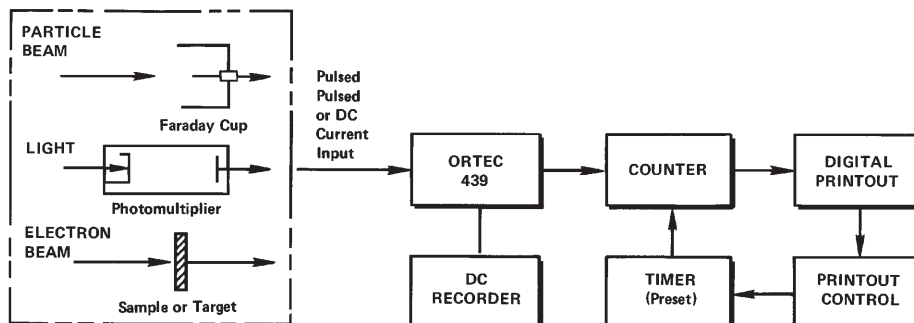 PARTICLE
BEAM
Faraday Cup
LIGHT
Photomultiplier
ELECTRON
BEAM
Sample or Target
Pulsed
Pulsed
or DC
Current
Input
ORTEC
439
DC
RECORDER
COUNTER
TIMER
(Preset)
DIGITAL
PRINTOUT
PRINTOUT
CONTROL